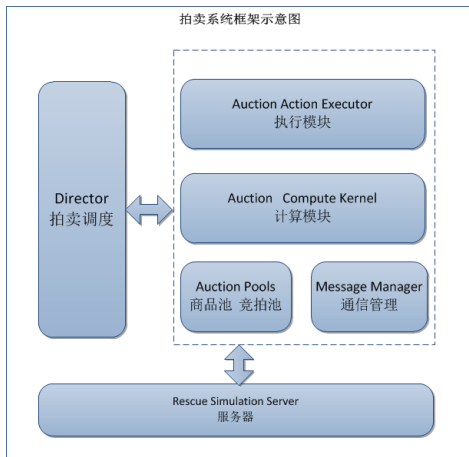 拍卖系统框架示意图
Auction Action Executor
执行模块
Director
拍卖调度
Auction Compute Kernel
计算模块
Auction Pools
商品池 竞拍池
Message Manager
通信管理
Rescue Simulation Server
服务器